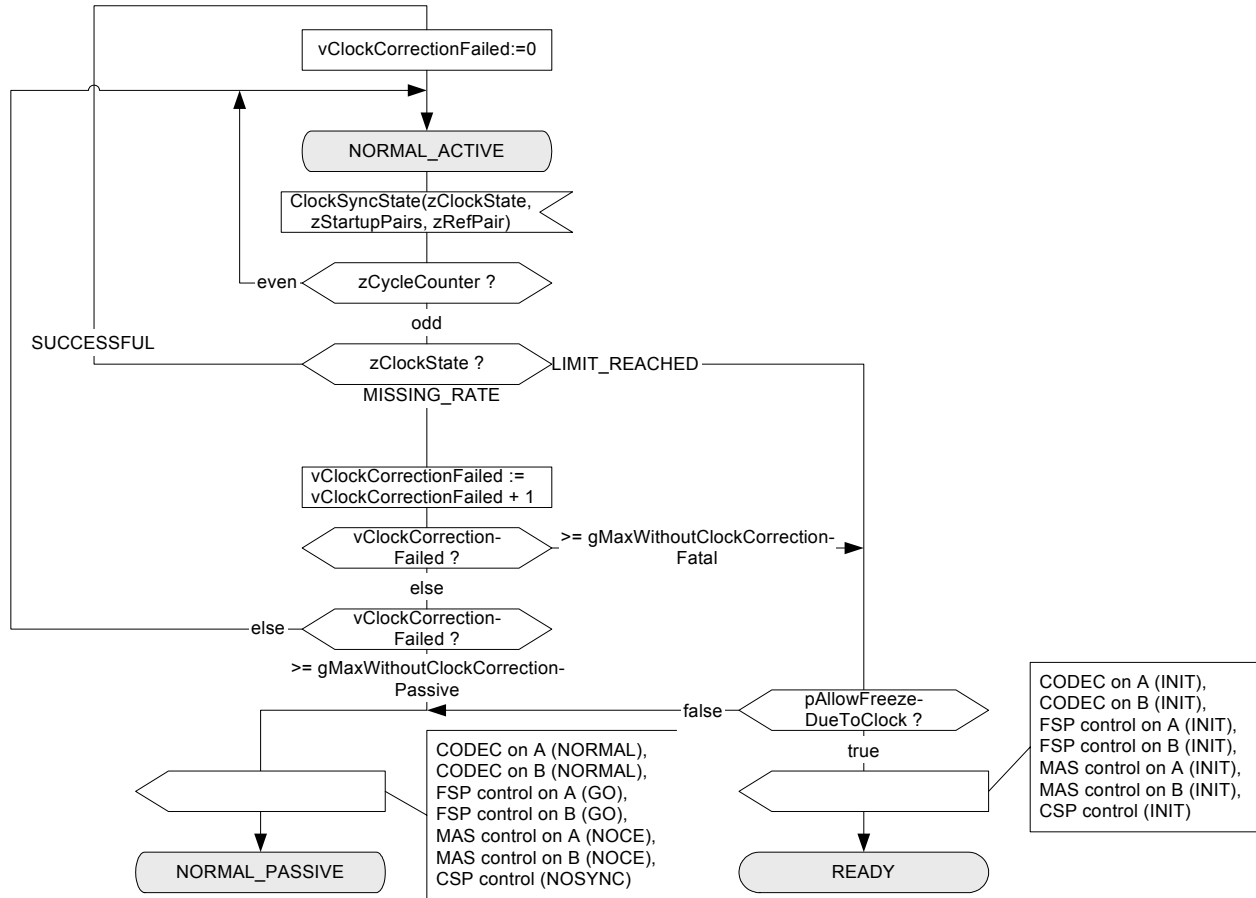 vClockCorrectionFailed:=0
NORMAL_ACTIVE
ClockSyncState(zClockState,
zStartupPairs, zRefPair)
even
zCycleCounter ?
odd
SUCCESSFUL
zClockState ?
LIMIT_REACHED
MISSING_RATE
vClockCorrectionFailed :=
vClockCorrectionFailed + 1
vClockCorrection-
Failed ?
>= gMaxWithoutClockCorrection-
Fatal
else
else
vClockCorrection-
Failed ?
>= gMaxWithoutClockCorrection-
Passive
false
pAllowFreeze-
DueToClock ?
true
CODEC on A (INIT),
CODEC on B (INIT),
FSP control on A (INIT),
FSP control on B (INIT),
MAS control on A (INIT),
MAS control on B (INIT),
CSP control (INIT)
CODEC on A (NORMAL),
CODEC on B (NORMAL),
FSP control on A (GO),
FSP control on B (GO),
MAS control on A (NOCE),
MAS control on B (NOCE),
CSP control (NOSYNC)
NORMAL_PASSIVE
READY